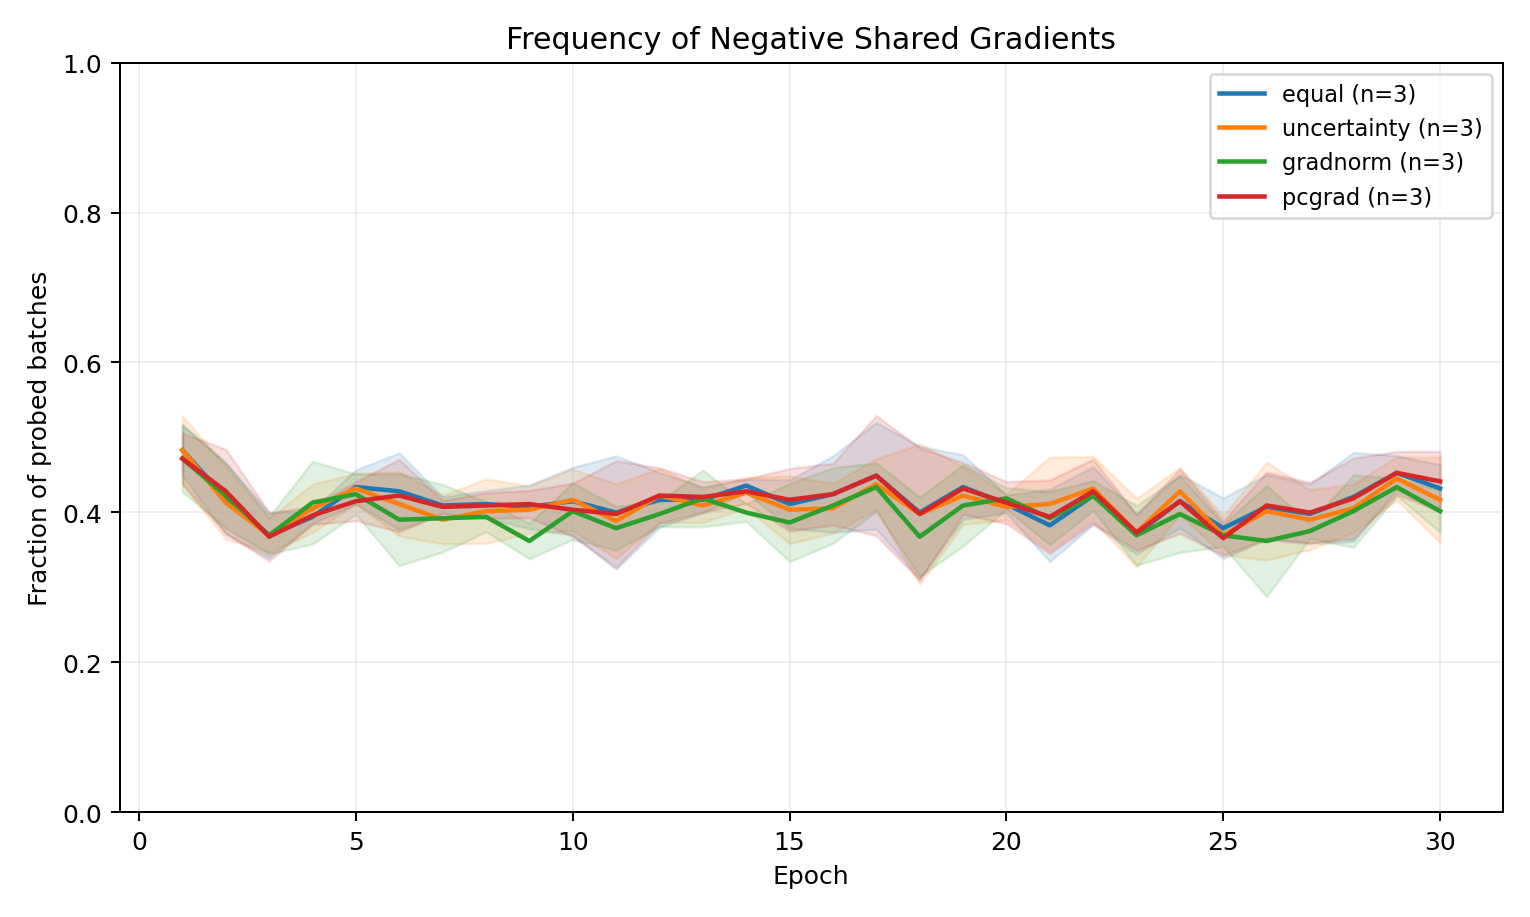 Frequency of Negative Shared Gradients
Fraction of probed batches
1.0
0.8
0.6
0.4
0.2
0.0
equal (n=3)
uncertainty (n=3)
gradnorm (n=3)
pcgrad (n=3)
0 5 10 15 20 25 30
Epoch